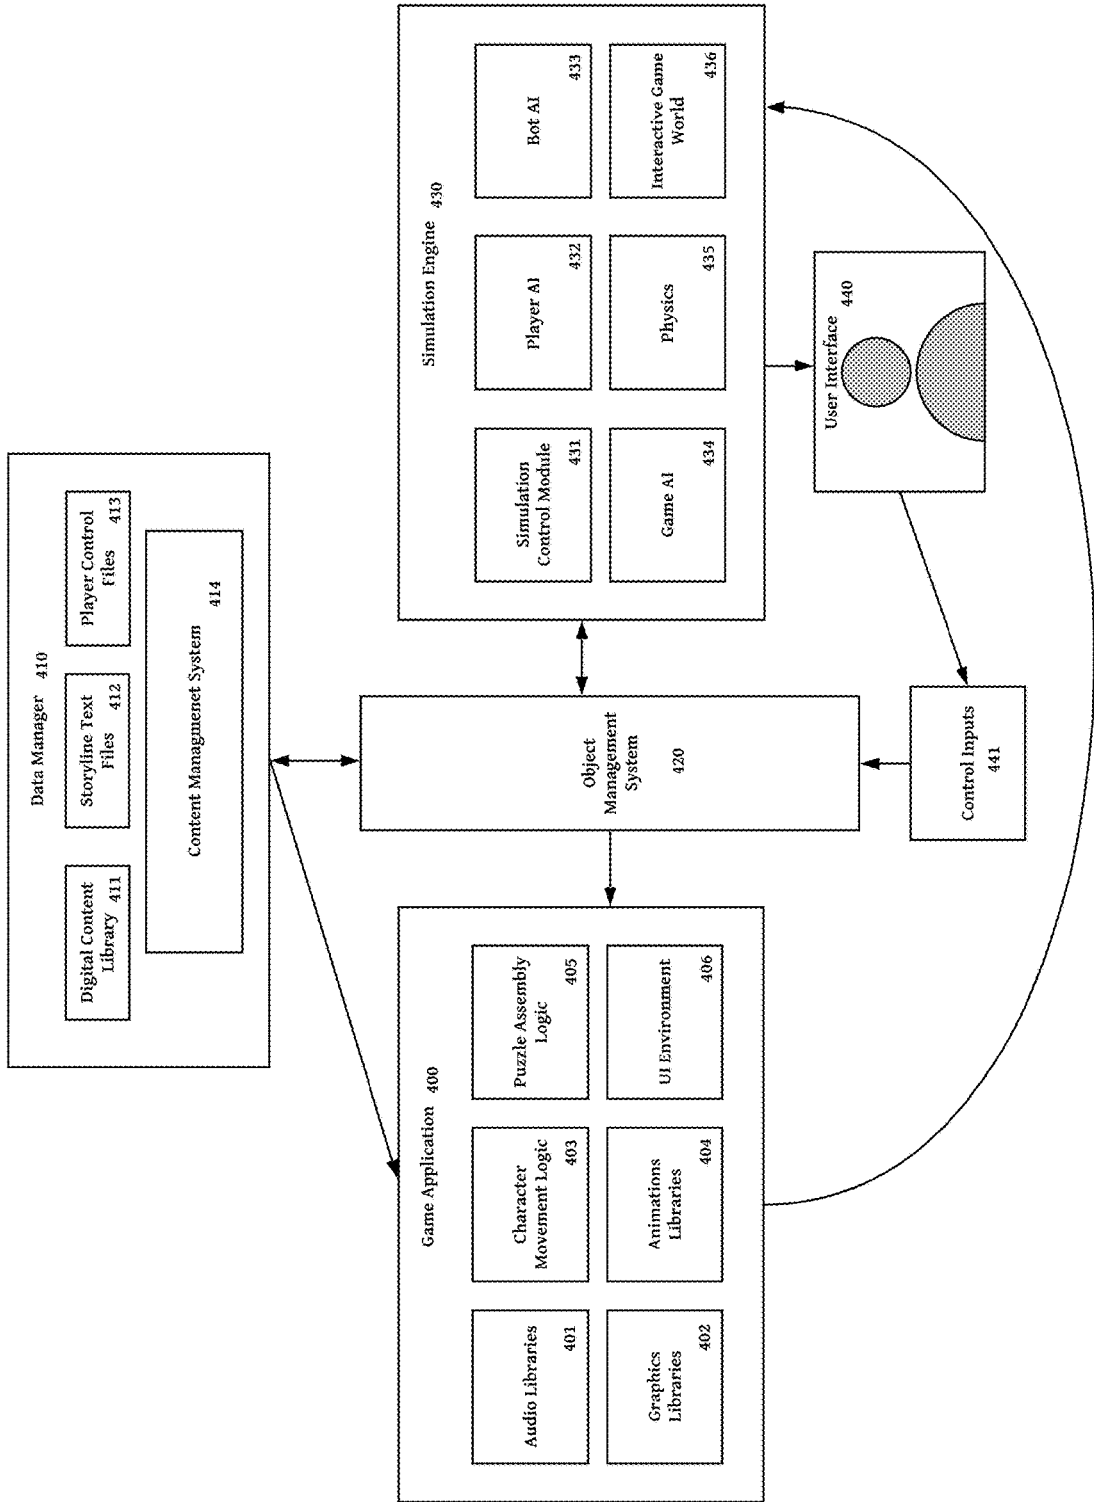 Data Manager 410
Digital Content
Library 411
Storyline Text
Files 412
Player Control
Files 413
Content Managmenet System
414
Game Application 400
Audio Libraries
401
Character
Movement Logic
403
Puzzle Assembly
Logic
405
Graphics
Libraries
402
Animations
Libraries
404
UI Environment
406
Object
Management
System
420
Simulation Engine 430
Simulation
Control Module
431
Player AI
432
Bot AI
433
Game AI
434
Physics
435
Interactive Game
World
436
User Interface 440
Control Inputs
441